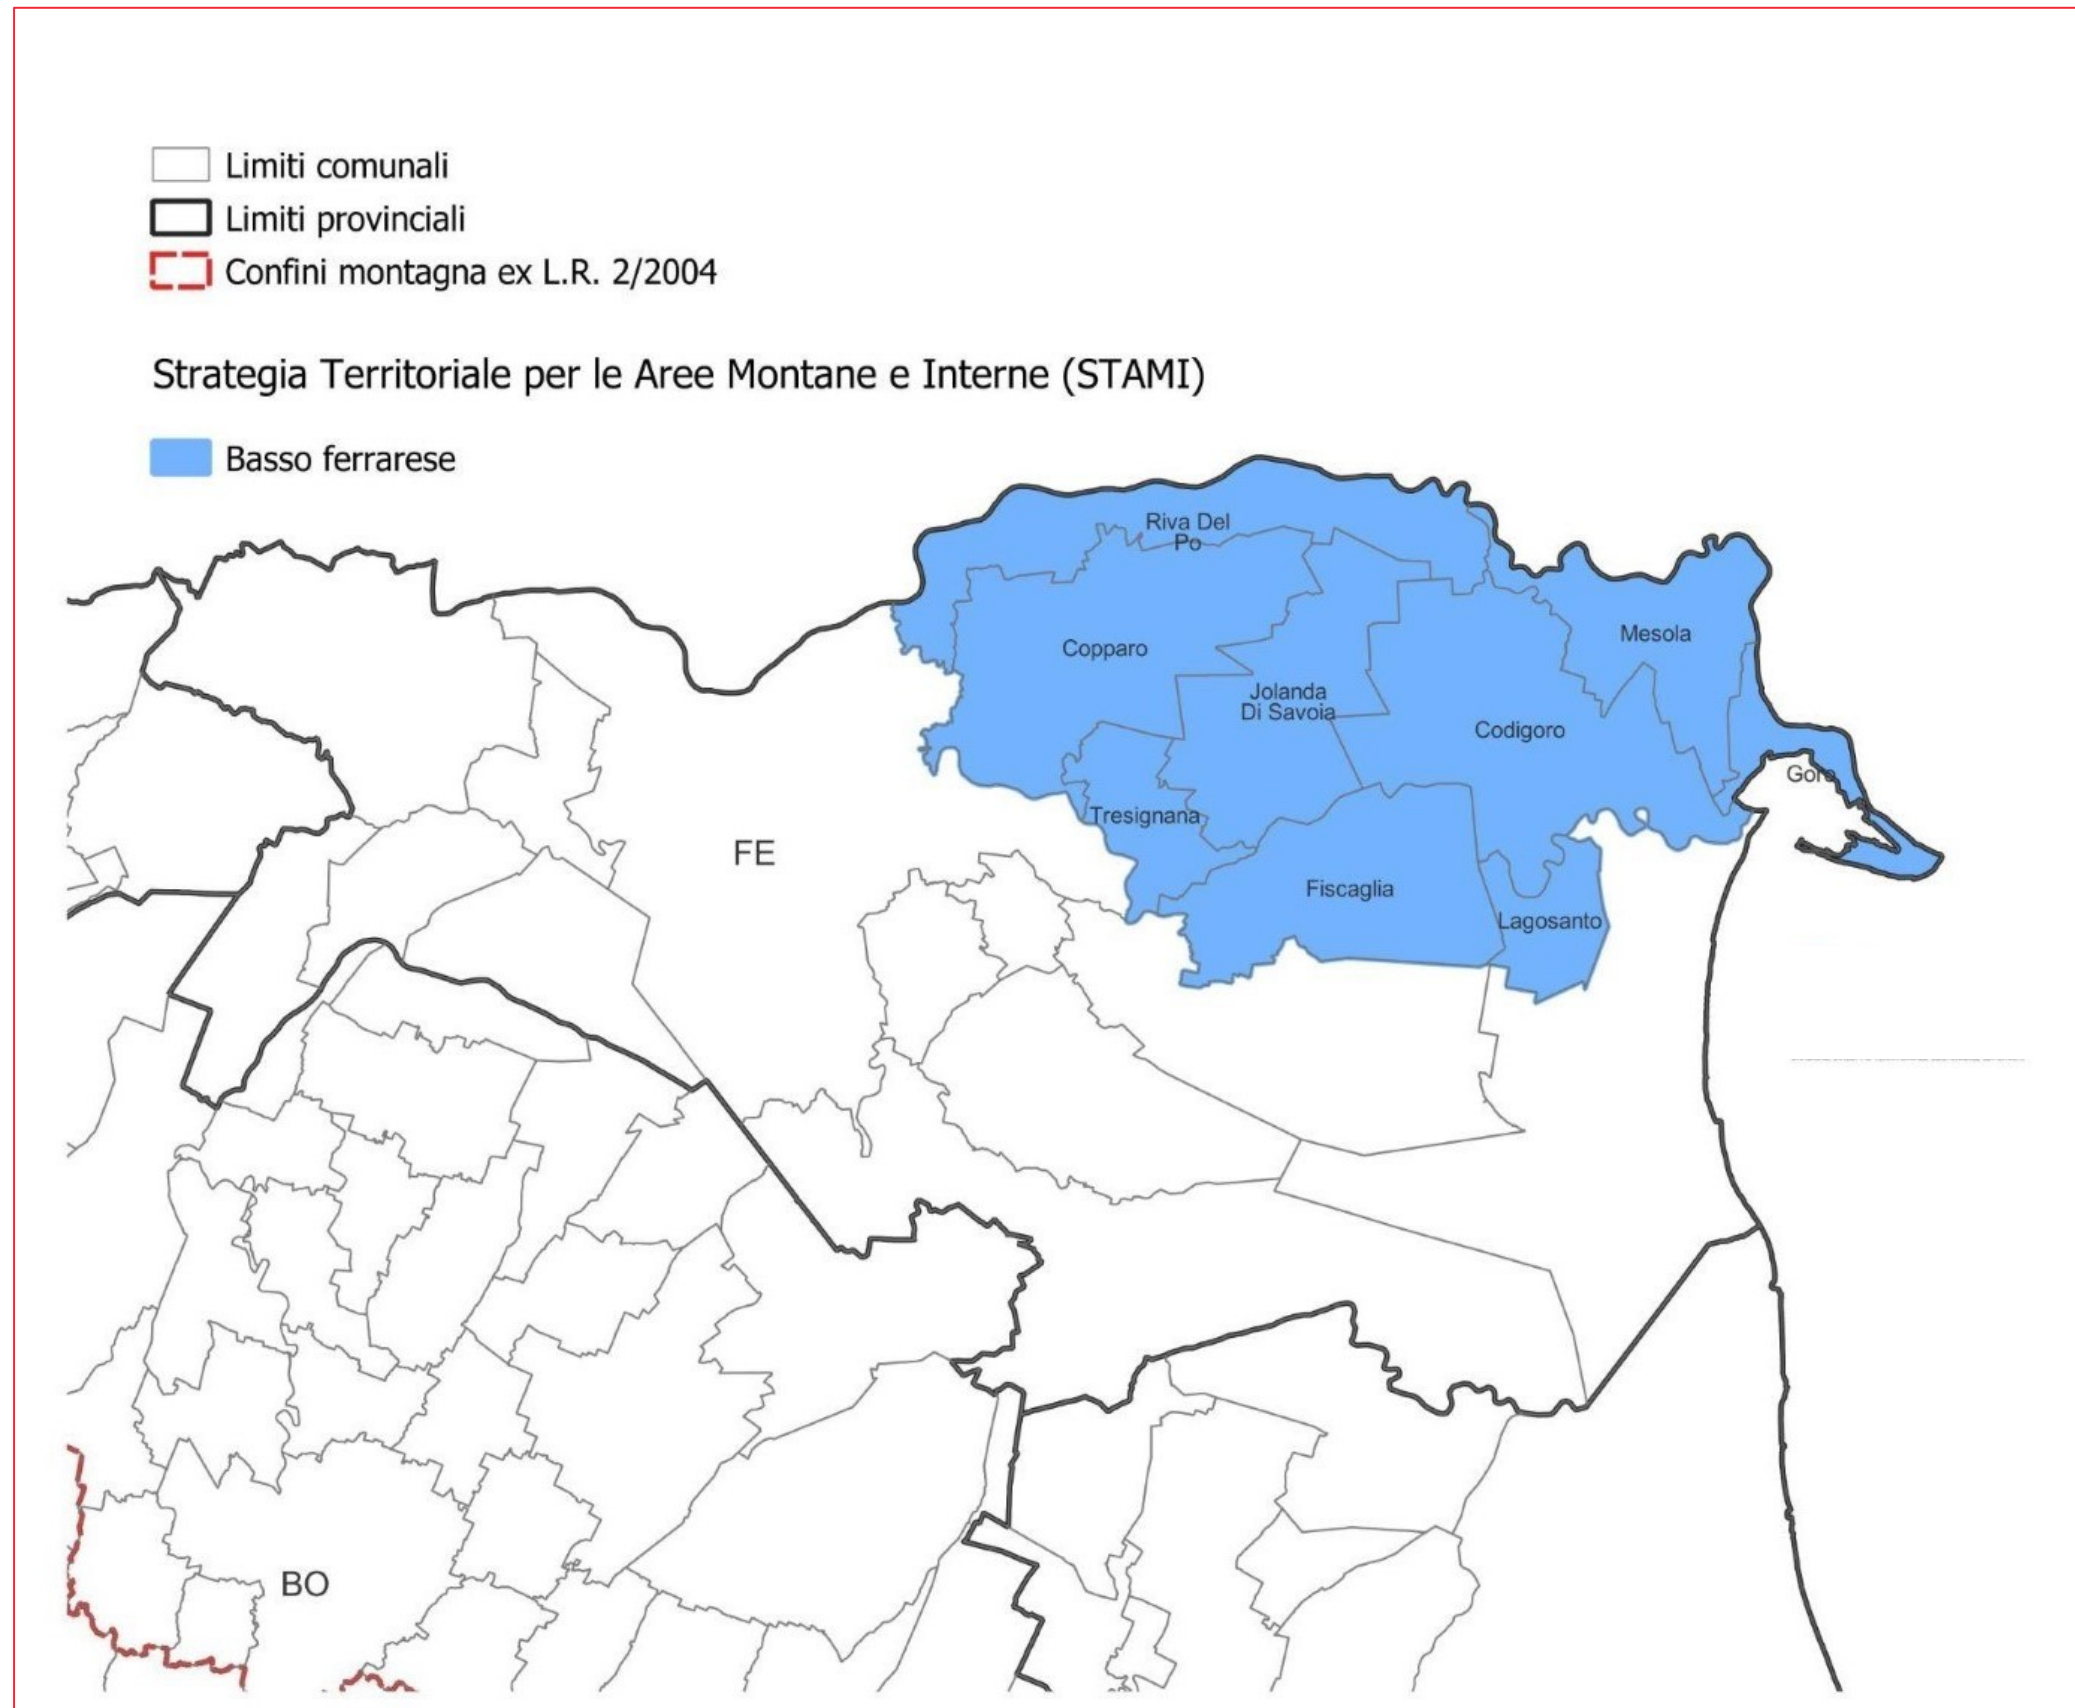 Limiti comunali
Limiti provinciali
Confini montagna ex L.R. 2/2004
Strategia Territoriale per le Aree Montane e Interne (STAMI)
Basso ferrarese
Riva Del
Po
Mesola
Copparo
Jolanda
Di Savoia
Codigoro
Goro
Tresignana
FE
Fiscaglia
Lagosanto
BO